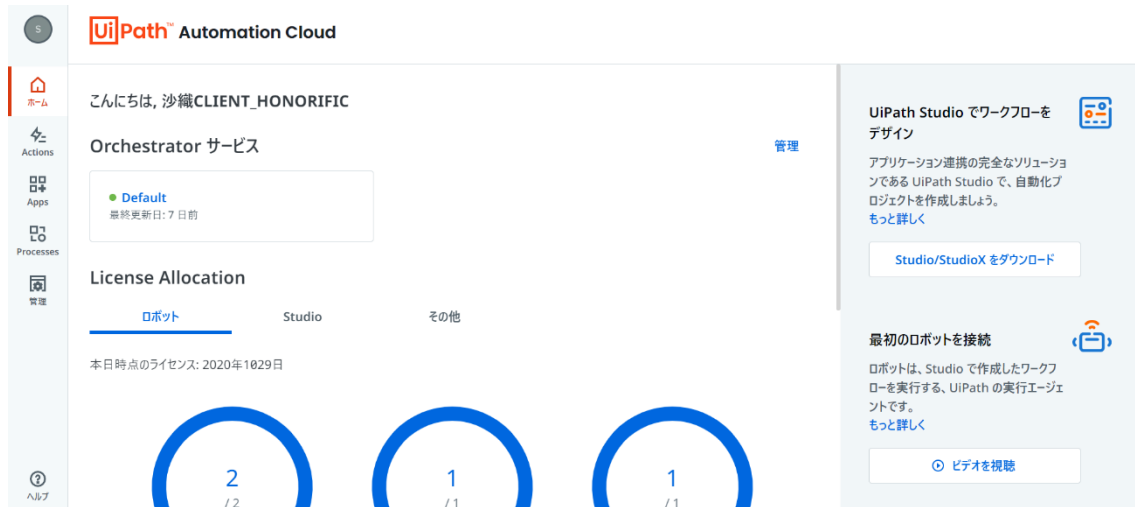 S
UiPath™ Automation Cloud
ホーム
Actions
Apps
Processes
管理
ヘルプ
こんにちは, 沙織CLIENT_HONORIFIC
Orchestrator サービス
管理
Default
最終更新日: 7 日前
License Allocation
ロボット
Studio
その他
本日時点のライセンス: 2020年1029日
2
/ 2
1
/ 1
1
/ 1
UiPath Studio でワークフローを
デザイン
アプリケーション連携の完全なソリューショ
ンである UiPath Studio で、自動化プ
ロジェクトを作成しましょう。
もっと詳しく
Studio/StudioX をダウンロード
最初のロボットを接続
ロボットは、Studio で作成したワークフ
ローを実行する、UiPath の実行エージェ
ントです。
もっと詳しく
ビデオを視聴